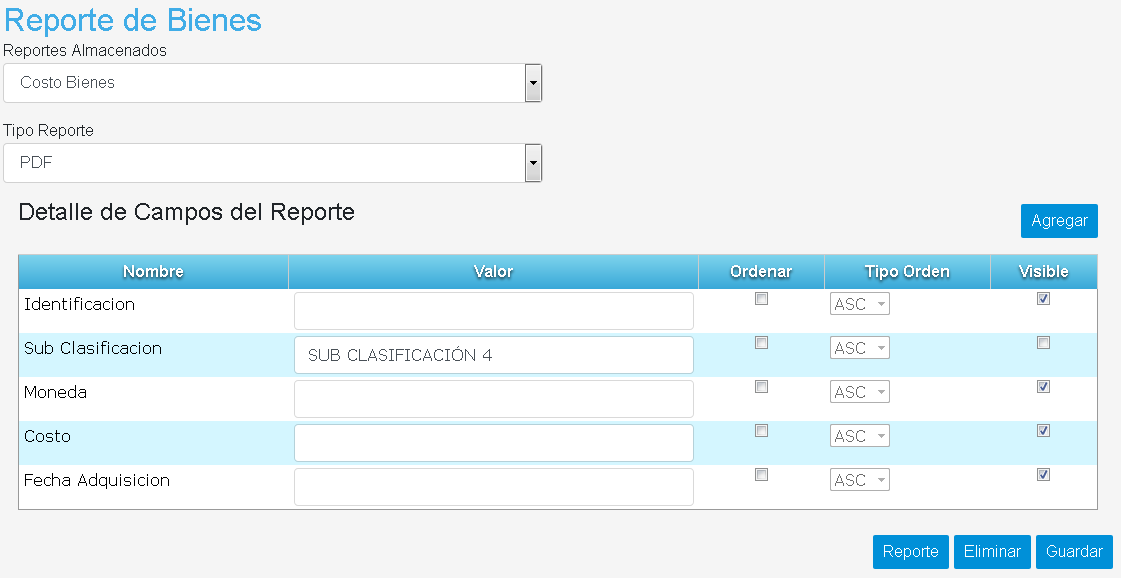 Reporte de Bienes
Reportes Almacenados
Costo Bienes
Tipo Reporte
PDF
Detalle de Campos del Reporte
Agregar
Nombre Valor Ordenar Tipo Orden Visible
Identificacion ASC
Sub Clasificacion SUB CLASIFICACIÓN 4 ASC
Moneda ASC
Costo ASC
Fecha Adquisicion ASC
Reporte Eliminar Guardar